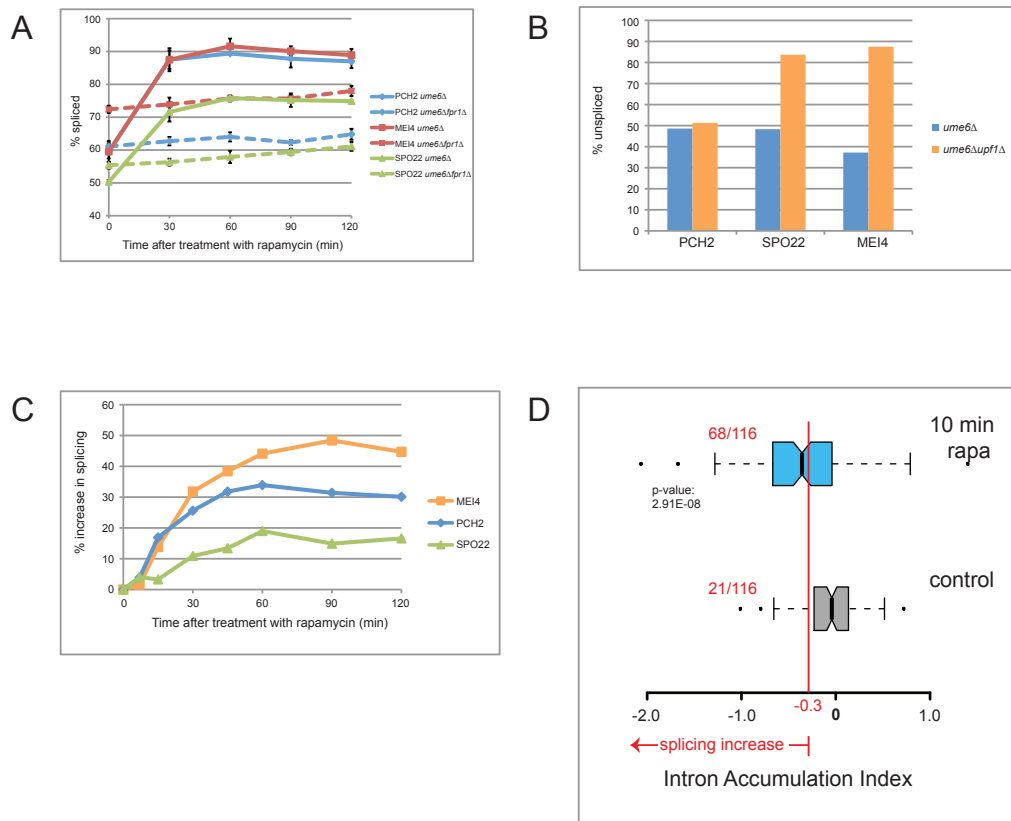 A
% spliced
100
90
80
70
60
50
40
0
30
60
90
120
Time after treatment with rapamycin (min)
PCH2 ume6Δ
PCH2 ume6Δfpr1Δ
MEI4 ume6Δ
MEI4 ume6Δfpr1Δ
SPO22 ume6Δ
SPO22 ume6Δfpr1Δ
B
% unspliced
100
90
80
70
60
50
40
30
20
10
0
PCH2
SPO22
MEI4
ume6Δ
ume6Δupf1Δ
C
% increase in splicing
60
50
40
30
20
10
0
0
30
60
90
120
Time after treatment with rapamycin (min)
MEI4
PCH2
SPO22
D
68/116
10 min
rapa
p-value:
2.91E-08
21/116
control
-2.0
-1.0
-0.3
0
1.0
splicing increase
Intron Accumulation Index